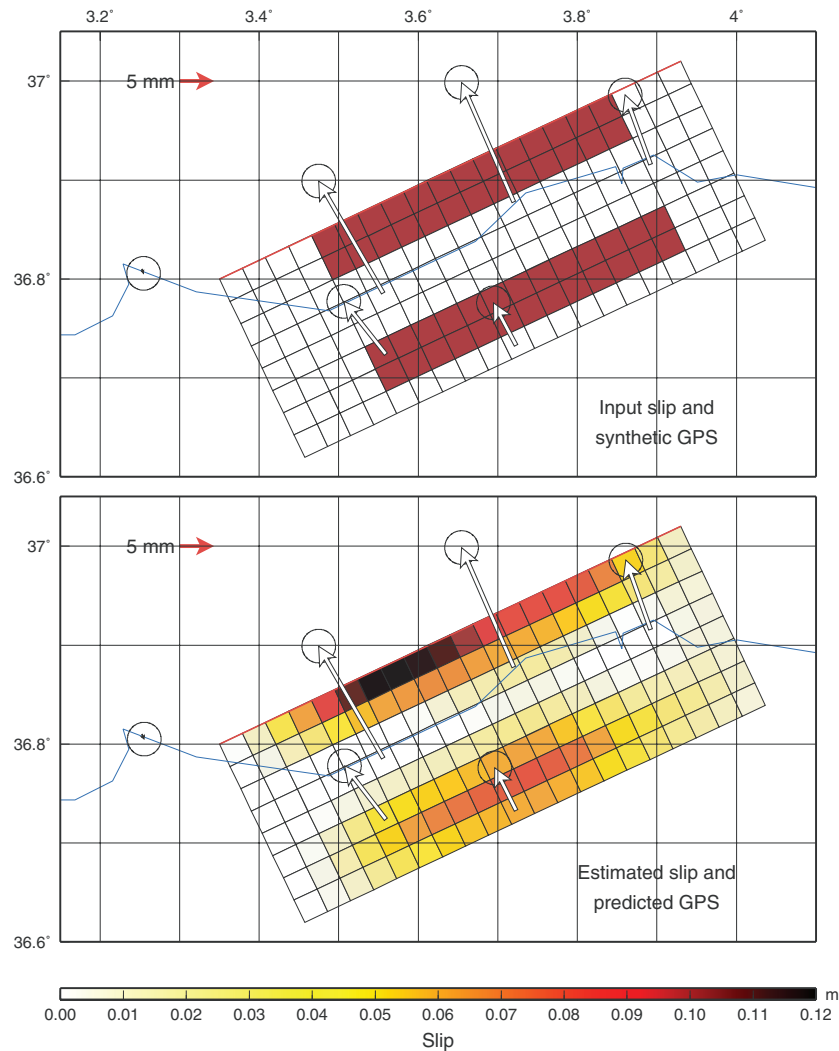 3.2° 3.4° 3.6° 3.8° 4°
37°
5 mm
36.8°
Input slip and
synthetic GPS
36.6°
37°
5 mm
36.8°
Estimated slip and
predicted GPS
36.6°
m
0.00 0.01 0.02 0.03 0.04 0.05 0.06 0.07 0.08 0.09 0.10 0.11 0.12
Slip